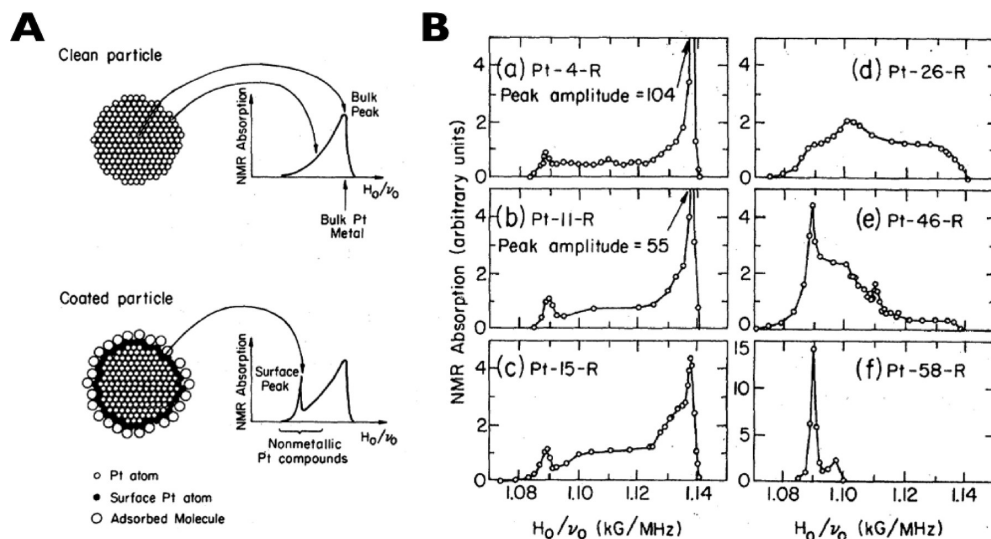 A
Clean particle
NMR Absorption
Bulk
Peak
H₀/ν₀
Bulk Pt
Metal
Coated particle
NMR Absorption
Surface
Peak
H₀/ν₀
Nonmetallic
Pt compounds
Pt atom
Surface Pt atom
Adsorbed Molecule
B
NMR Absorption (arbitrary units)
(a) Pt-4-R
Peak amplitude = 104
4
2
0
(b) Pt-11-R
Peak amplitude = 55
4
2
0
(c) Pt-15-R
4
2
0
1.08 1.10 1.12 1.14
H₀/ν₀ (kG/MHz)
(d) Pt-26-R
4
2
0
(e) Pt-46-R
4
2
0
(f) Pt-58-R
15
10
5
0
1.08 1.10 1.12 1.14
H₀/ν₀ (kG/MHz)